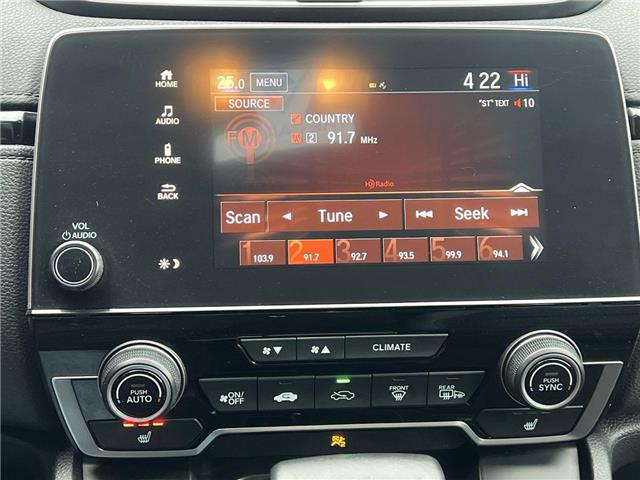 HOME
AUDIO
PHONE
BACK
VOL
AUDIO
25.0 MENU 4 22 Hi
SOURCE "ST" TEXT 10
FM
COUNTRY
2 91.7 MHz
HD Radio
Scan Tune Seek
1 103.9 2 91.7 3 92.7 4 93.5 5 99.9 6 94.1
CLIMATE
PUSH AUTO
ON/OFF
FRONT
REAR
PUSH SYNC